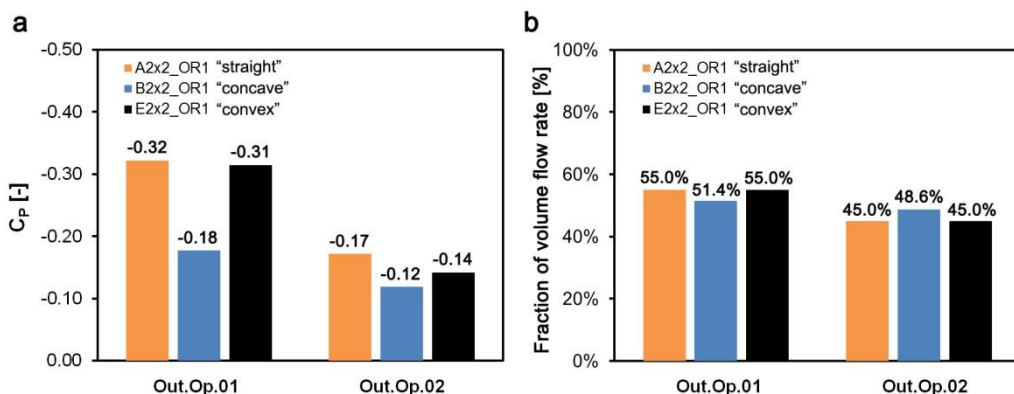 a
-0.50
-0.40
-0.30
-0.20
-0.10
0.00
CP [-]
A2x2_OR1 “straight”
B2x2_OR1 “concave”
E2x2_OR1 “convex”
-0.32
-0.18
-0.31
-0.17
-0.12
-0.14
Out.Op.01 Out.Op.02
b
100%
80%
60%
40%
20%
0%
Fraction of volume flow rate [%]
A2x2_OR1 “straight”
B2x2_OR1 “concave”
E2x2_OR1 “convex”
55.0%
51.4%
55.0%
45.0%
48.6%
45.0%
Out.Op.01 Out.Op.02